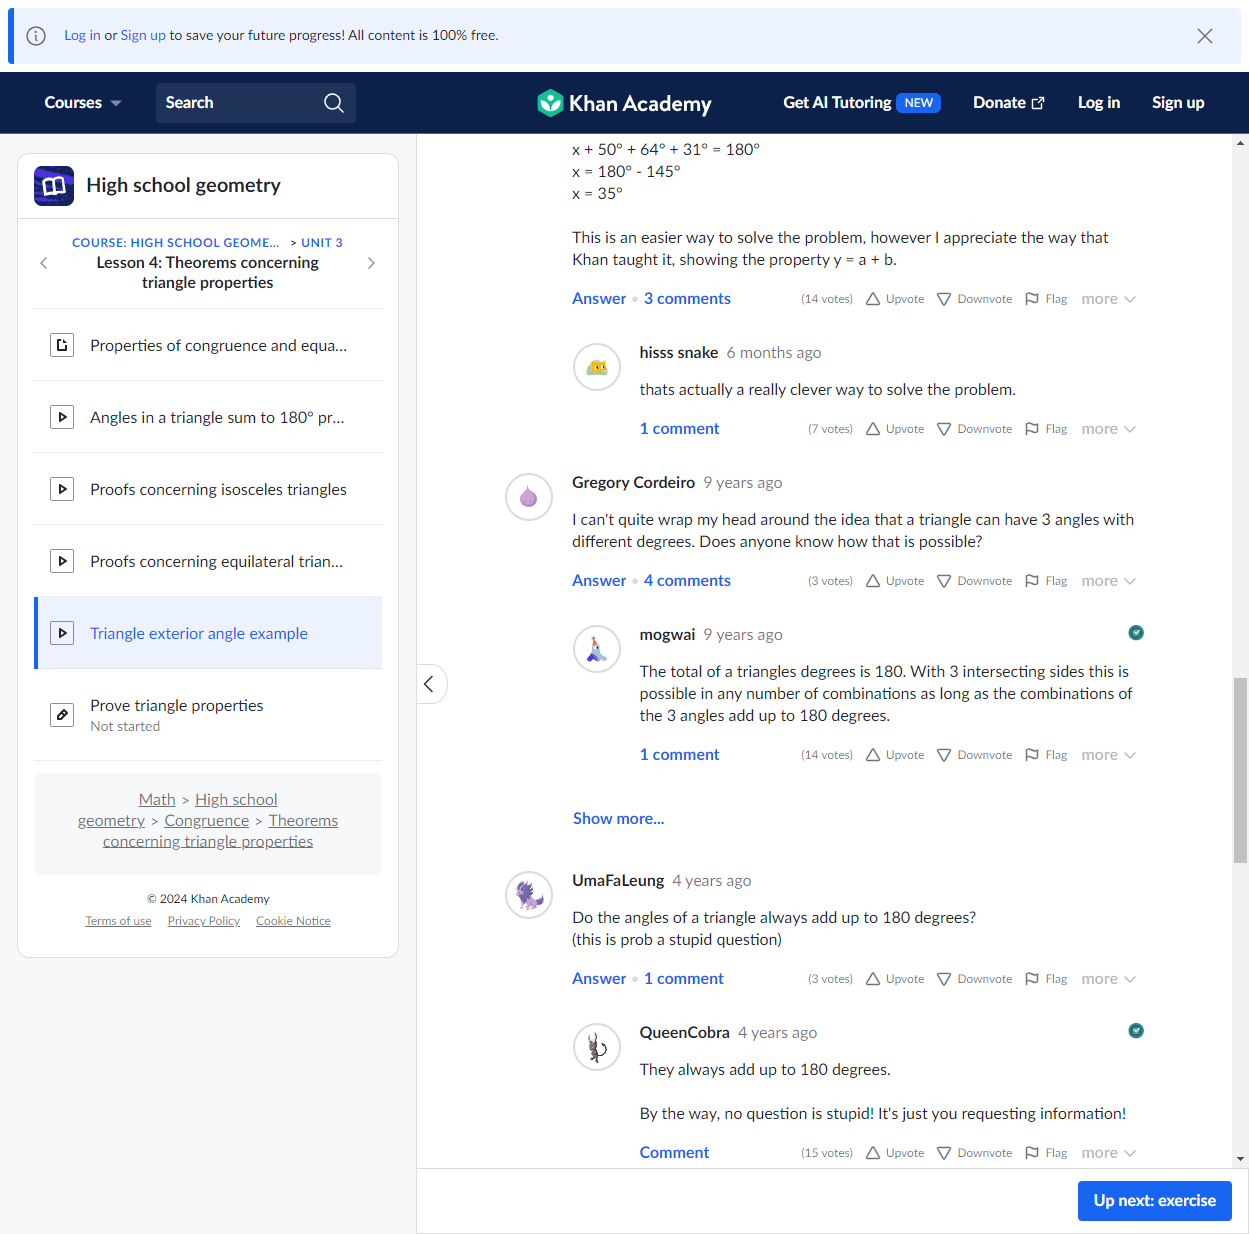 Log in or Sign up to save your future progress! All content is 100% free.
Courses
Search
Khan Academy
Get AI Tutoring NEW
Donate
Log in
Sign up
High school geometry
COURSE: HIGH SCHOOL GEOME... > UNIT 3
Lesson 4: Theorems concerning
triangle properties
Properties of congruence and equa...
Angles in a triangle sum to 180° pr...
Proofs concerning isosceles triangles
Proofs concerning equilateral trian...
Triangle exterior angle example
Prove triangle properties
Not started
Math > High school
geometry > Congruence > Theorems
concerning triangle properties
© 2024 Khan Academy
Terms of use Privacy Policy Cookie Notice
x + 50° + 64° + 31° = 180°
x = 180° - 145°
x = 35°
This is an easier way to solve the problem, however I appreciate the way that
Khan taught it, showing the property y = a + b.
Answer • 3 comments (14 votes) Upvote Downvote Flag more
hisss snake 6 months ago
thats actually a really clever way to solve the problem.
1 comment (7 votes) Upvote Downvote Flag more
Gregory Cordeiro 9 years ago
I can't quite wrap my head around the idea that a triangle can have 3 angles with
different degrees. Does anyone know how that is possible?
Answer • 4 comments (3 votes) Upvote Downvote Flag more
mogwai 9 years ago
The total of a triangles degrees is 180. With 3 intersecting sides this is
possible in any number of combinations as long as the combinations of
the 3 angles add up to 180 degrees.
1 comment (14 votes) Upvote Downvote Flag more
Show more...
UmaFaLeung 4 years ago
Do the angles of a triangle always add up to 180 degrees?
(this is prob a stupid question)
Answer • 1 comment (3 votes) Upvote Downvote Flag more
QueenCobra 4 years ago
They always add up to 180 degrees.
By the way, no question is stupid! It's just you requesting information!
Comment (15 votes) Upvote Downvote Flag more
Up next: exercise